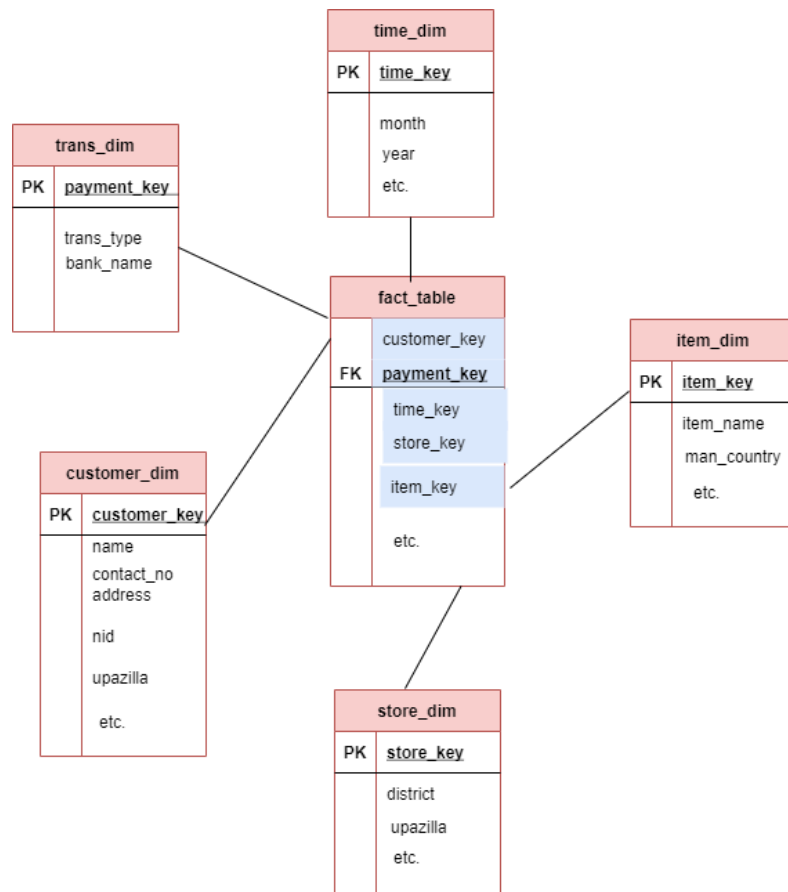 time_dim
PK time_key
month
year
etc.
trans_dim
PK payment_key
trans_type
bank_name
fact_table
customer_key
FK payment_key
time_key
store_key
item_key
etc.
item_dim
PK item_key
item_name
man_country
etc.
customer_dim
PK customer_key
name
contact_no
address
nid
upazilla
etc.
store_dim
PK store_key
district
upazilla
etc.